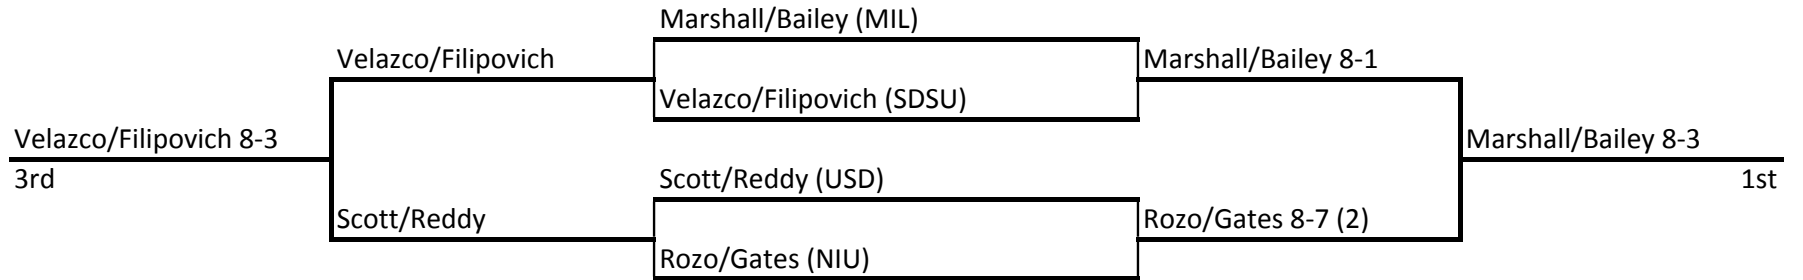 Marshall/Bailey (MIL)
Velazco/Filipovich
Marshall/Bailey 8-1
Velazco/Filipovich (SDSU)
Velazco/Filipovich 8-3
Marshall/Bailey 8-3
3rd
Scott/Reddy (USD)
1st
Scott/Reddy
Rozo/Gates 8-7 (2)
Rozo/Gates (NIU)